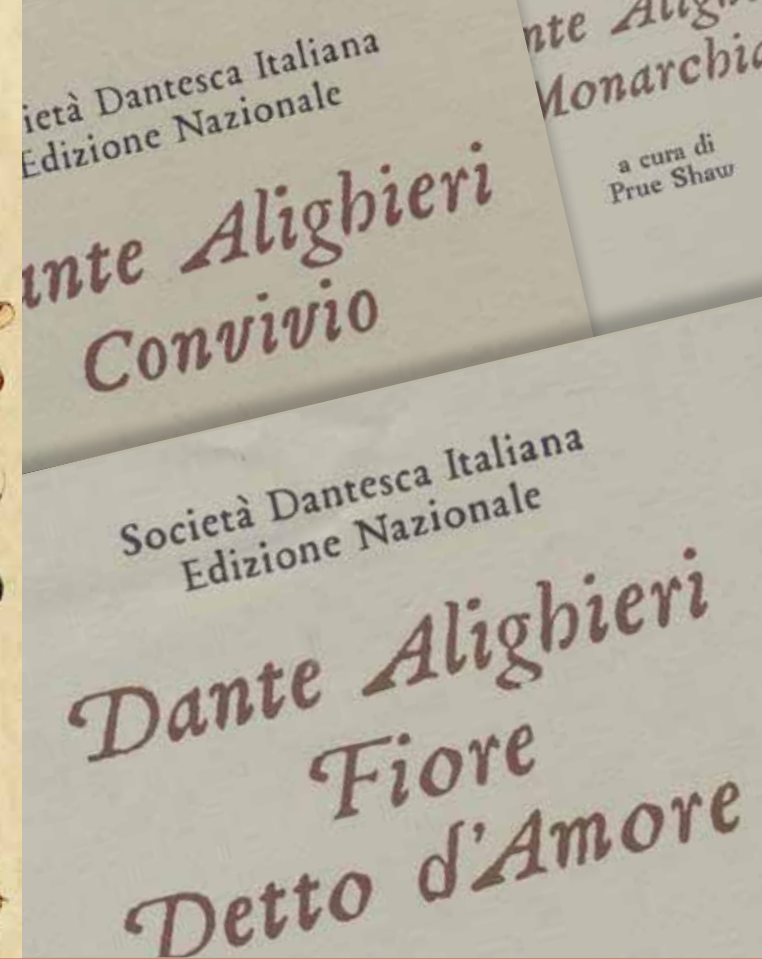 ietà Dantesca Italiana
Edizione Nazionale
ante Alighieri
Convivio
nte Alig
Monarchia
a cura di
Prue Shaw
Società Dantesca Italiana
Edizione Nazionale
Dante Alighieri
Fiore
Detto d'Amore